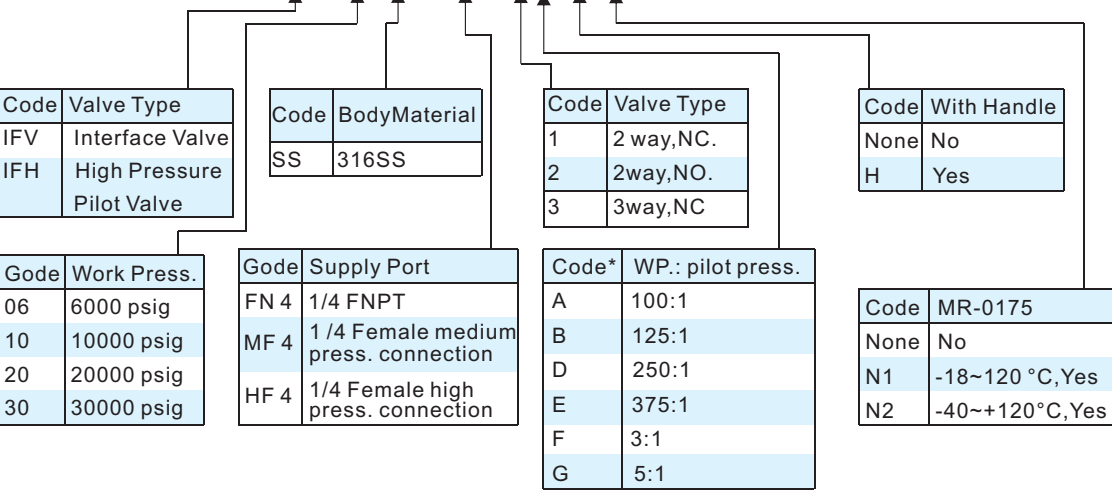 Code Valve Type
IFV Interface Valve
IFH High Pressure
Pilot Valve
Code BodyMaterial
SS 316SS
Code Valve Type
1 2 way,NC.
2 2way,NO.
3 3way,NC
Code With Handle
None No
H Yes
Gode Work Press.
06 6000 psig
10 10000 psig
20 20000 psig
30 30000 psig
Gode Supply Port
FN 4 1/4 FNPT
MF 4 1 /4 Female medium
press. connection
HF 4 1/4 Female high
press. connection
Code* WP.: pilot press.
A 100:1
B 125:1
D 250:1
E 375:1
F 3:1
G 5:1
Code MR-0175
None No
N1 -18~120 °C,Yes
N2 -40~+120°C,Yes